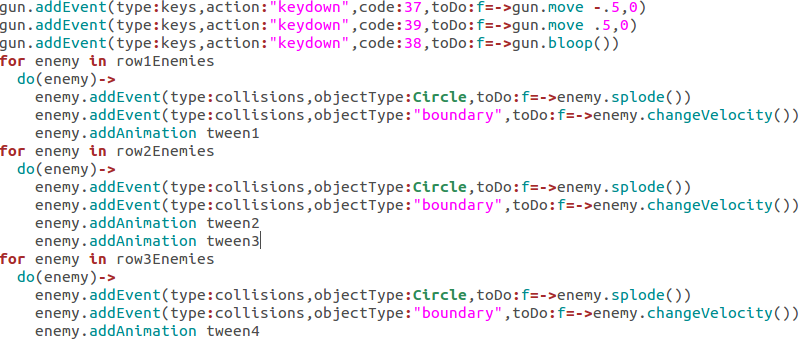 gun.addEvent(type:keys,action:"keydown",code:37,toDo:f=->gun.move -.5,0)
gun.addEvent(type:keys,action:"keydown",code:39,toDo:f=->gun.move .5,0)
gun.addEvent(type:keys,action:"keydown",code:38,toDo:f=->gun.bloop())
for enemy in row1Enemies
  do(enemy)->
    enemy.addEvent(type:collisions,objectType:Circle,toDo:f=->enemy.splode())
    enemy.addEvent(type:collisions,objectType:"boundary",toDo:f=->enemy.changeVelocity())
    enemy.addAnimation tween1
for enemy in row2Enemies
  do(enemy)->
    enemy.addEvent(type:collisions,objectType:Circle,toDo:f=->enemy.splode())
    enemy.addEvent(type:collisions,objectType:"boundary",toDo:f=->enemy.changeVelocity())
    enemy.addAnimation tween2
    enemy.addAnimation tween3
for enemy in row3Enemies
  do(enemy)->
    enemy.addEvent(type:collisions,objectType:Circle,toDo:f=->enemy.splode())
    enemy.addEvent(type:collisions,objectType:"boundary",toDo:f=->enemy.changeVelocity())
    enemy.addAnimation tween4